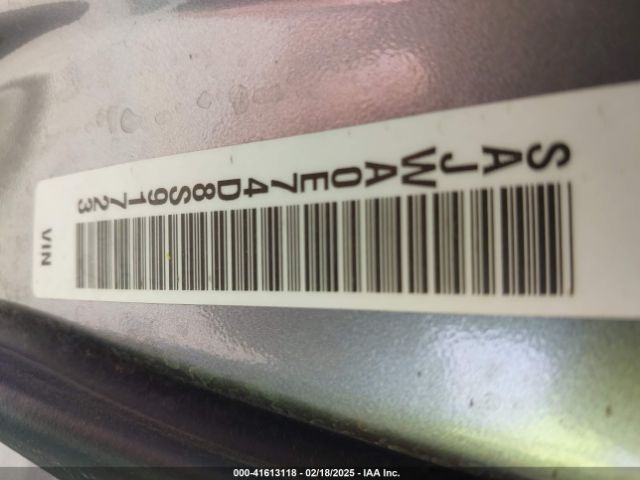 VIN
SAJWA0E74D8S91723
000-41613118 - 02/18/2025 - IAA Inc.